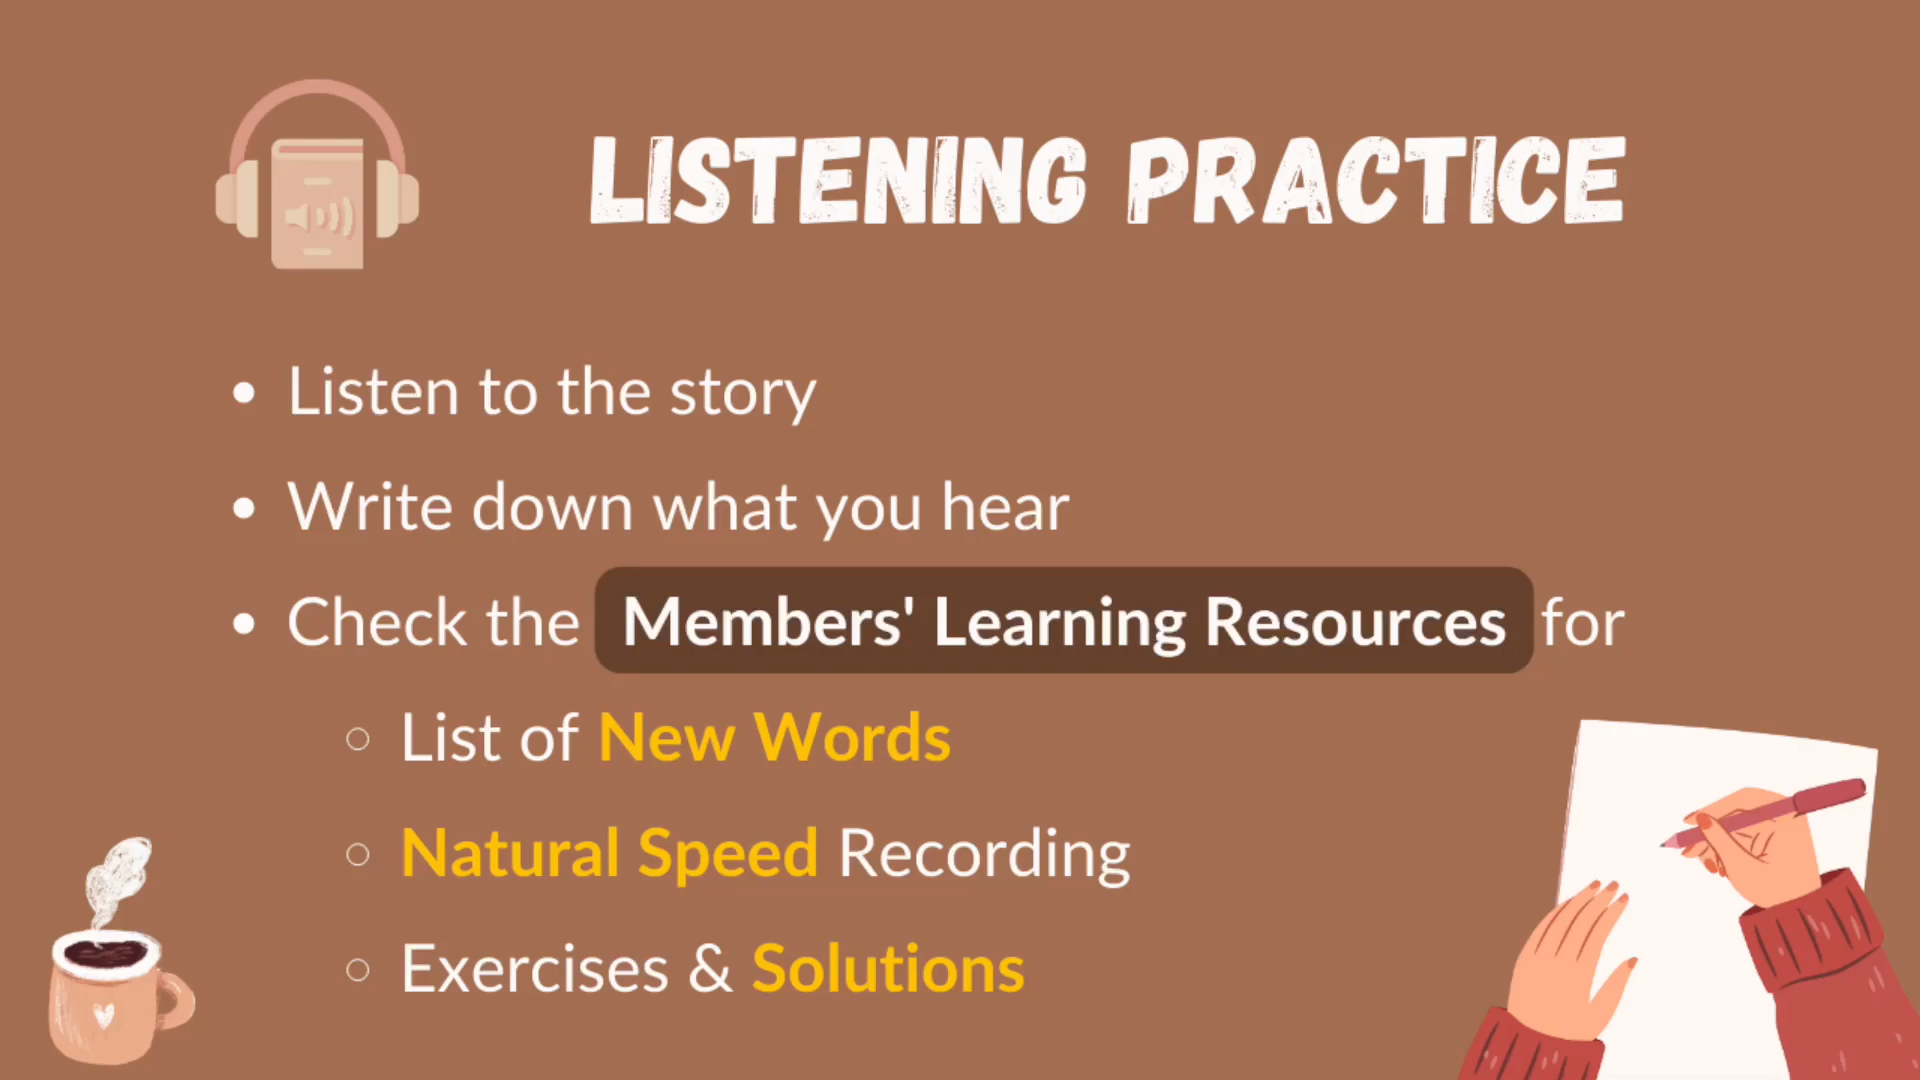 LISTENING PRACTICE
• Listen to the story
• Write down what you hear
• Check the Members' Learning Resources for
○ List of New Words
○ Natural Speed Recording
○ Exercises & Solutions